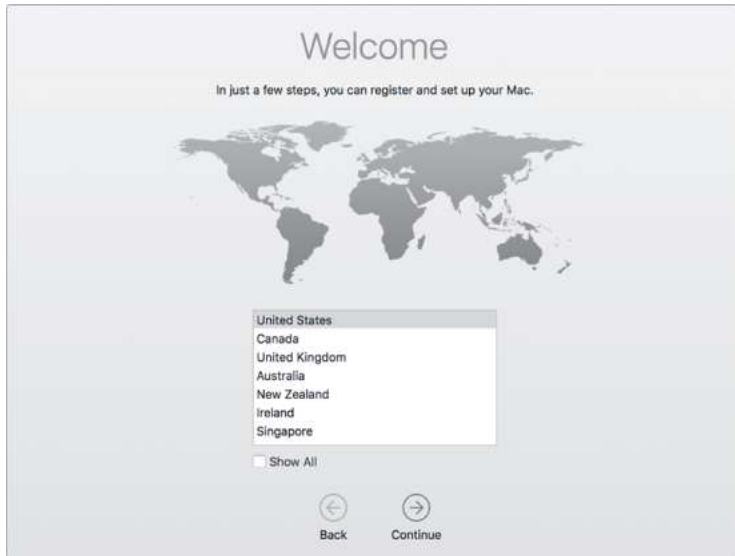 Welcome
In just a few steps, you can register and set up your Mac.
United States
Canada
United Kingdom
Australia
New Zealand
Ireland
Singapore
Show All
Back
Continue